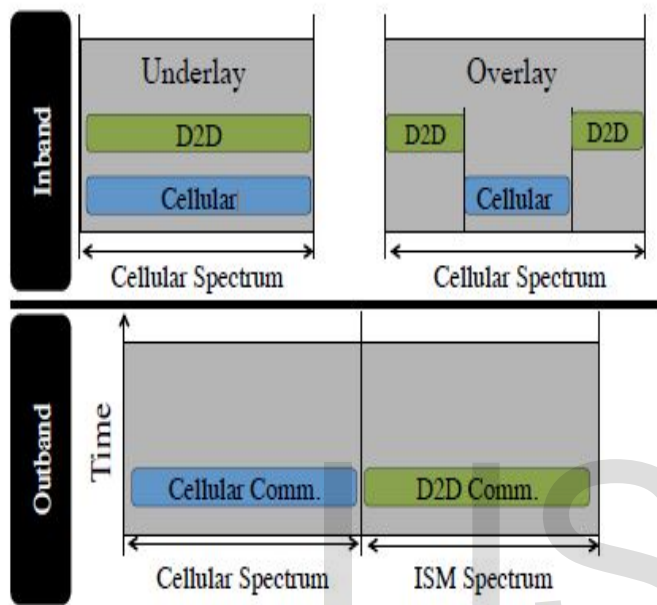 Inband
Underlay
D2D
Cellular
Cellular Spectrum
Overlay
D2D
D2D
Cellular
Cellular Spectrum
Outband
Time
Cellular Comm.
D2D Comm.
Cellular Spectrum
ISM Spectrum